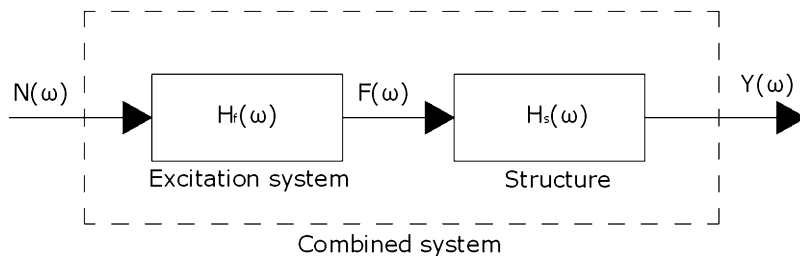 N(ω)
Hf(ω)
F(ω)
Hs(ω)
Y(ω)
Excitation system
Structure
Combined system